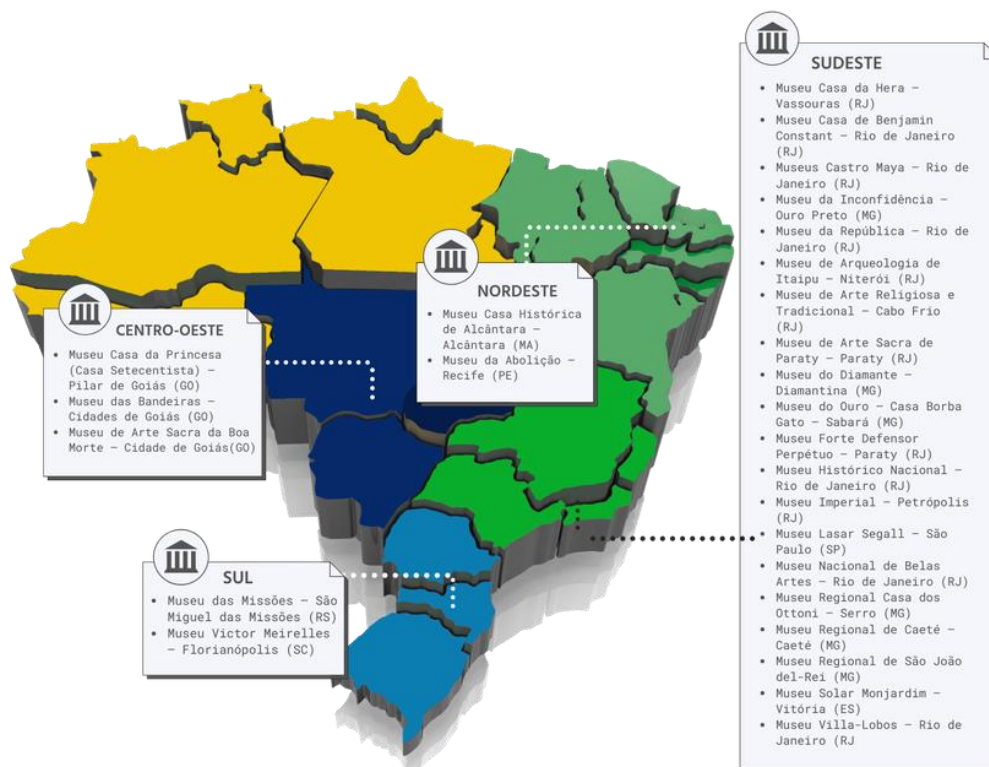 SUDESTE
• Museu Casa da Hera –
Vassouras (RJ)
• Museu Casa de Benjamin
Constant – Rio de Janeiro
(RJ)
• Museus Castro Maya – Rio de
Janeiro (RJ)
• Museu da Inconfidência –
Ouro Preto (MG)
• Museu da República – Rio de
Janeiro (RJ)
• Museu de Arqueologia de
Itaipu – Niterói (RJ)
• Museu de Arte Religiosa e
Tradicional – Cabo Frio
(RJ)
• Museu de Arte Sacra de
Paraty – Paraty (RJ)
• Museu do Diamante –
Diamantina (MG)
• Museu do Ouro – Casa Borba
Gato – Sabará (MG)
• Museu Forte Defensor
Perpétuo – Paraty (RJ)
• Museu Histórico Nacional –
Rio de Janeiro (RJ)
• Museu Imperial – Petrópolis
(RJ)
• Museu Lasar Segall – São
Paulo (SP)
• Museu Nacional de Belas
Artes – Rio de Janeiro (RJ)
• Museu Regional Casa dos
Ottoni – Serro (MG)
• Museu Regional de Caeté –
Caeté (MG)
• Museu Regional de São João
del-Rei (MG)
• Museu Solar Monjardim –
Vitória (ES)
• Museu Villa-Lobos – Rio de
Janeiro (RJ
NORDESTE
• Museu Casa Histórica
de Alcântara –
Alcântara (MA)
• Museu da Abolição –
Recife (PE)
CENTRO-OESTE
• Museu Casa da Princesa
(Casa Setecentista) –
Pilar de Goiás (GO)
• Museu das Bandeiras –
Cidades de Goiás (GO)
• Museu de Arte Sacra da Boa
Morte – Cidade de Goiás(GO)
SUL
• Museu das Missões – São
Miguel das Missões (RS)
• Museu Victor Meirelles
– Florianópolis (SC)